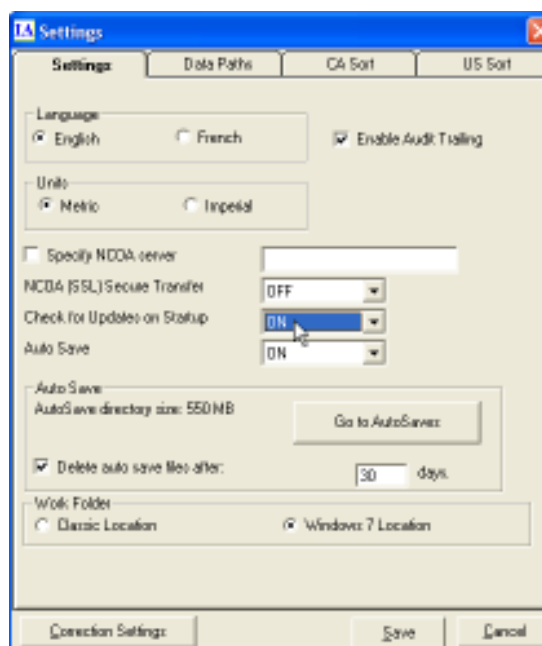 IA Settings
Settings Data Paths CA Sort US Sort
Language
English French Enable Audit Trailing
Units
Metric Imperial
Specify NCOA server
NCOA (SSL) Secure Transfer OFF
Check for Updates on Startup ON
Auto Save ON
Auto Save
AutoSave directory size: 550 MB
Go to AutoSaves
Delete auto save files after: 30 days.
Work Folder
Classic Location Windows 7 Location
Correction Settings Save Cancel